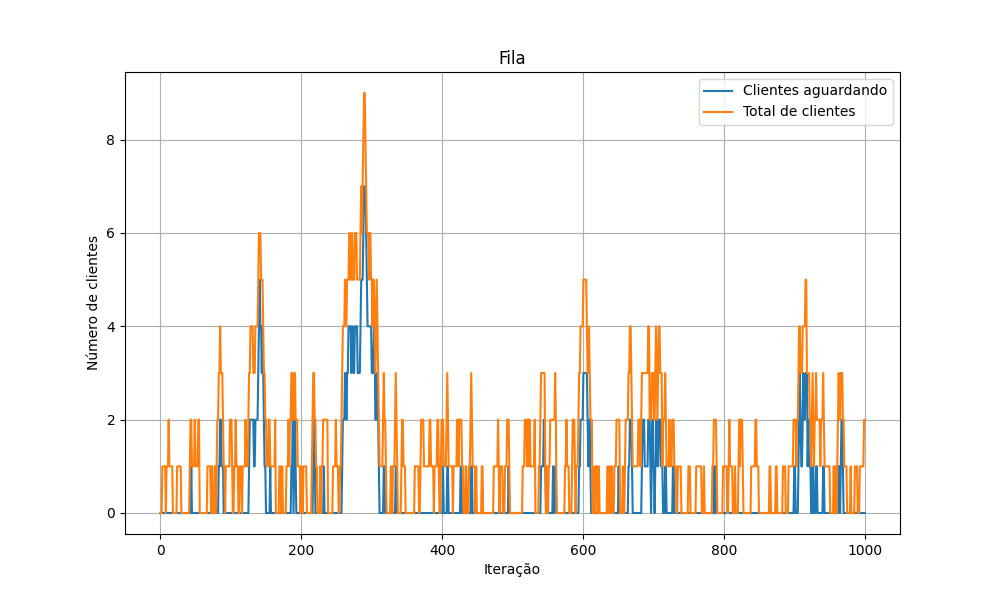 Fila
Clientes aguardando
Total de clientes
Número de clientes
8
6
4
2
0
0 200 400 600 800 1000
Iteração